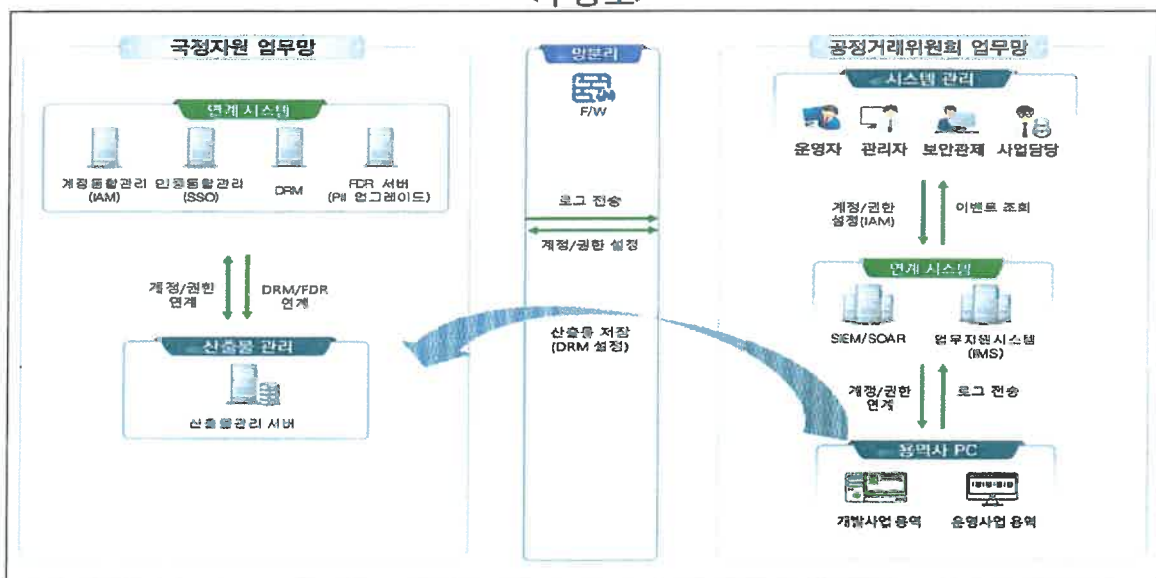 <구성도>
국정자원 업무망
연계 시스템
계정통합관리
(IAM)
인증통합관리
(SSO)
DRM
FDR 서버
(PII 업그레이드)
계정/권한
연계
DRM/FDR
연계
산출물 관리
산출물관리 서버
망분리
F/W
로그 전송
계정/권한 설정
산출물 저장
(DRM 설정)
공정거래위원회 업무망
시스템 관리
운영자
관리자
보안관제
사업담당
계정/권한
설정(IAM)
이벤트 조회
연계 시스템
SIEM/SOAR
업무지원시스템
(IMS)
계정/권한
연계
로그 전송
용역사 PC
개발사업 용역
운영사업 용역